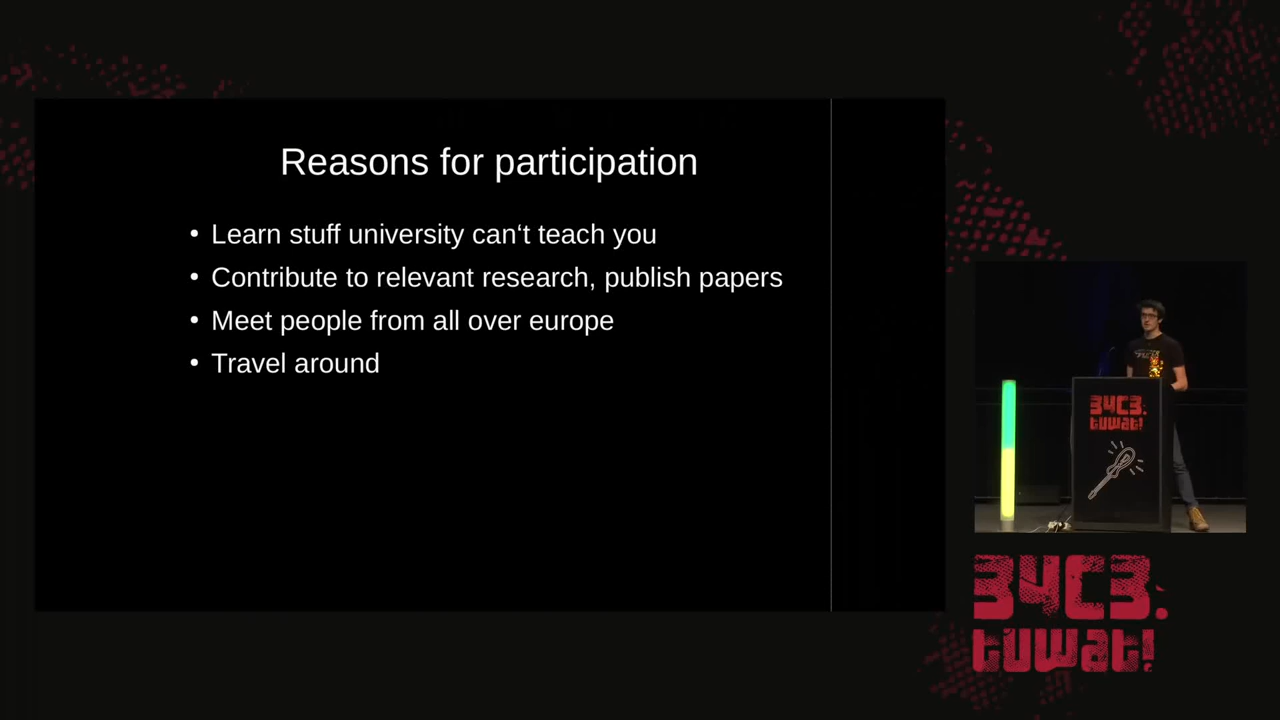 Reasons for participation
• Learn stuff university can‘t teach you
• Contribute to relevant research, publish papers
• Meet people from all over europe
• Travel around
34C3.
tuwat!
34C3.
tuwat!